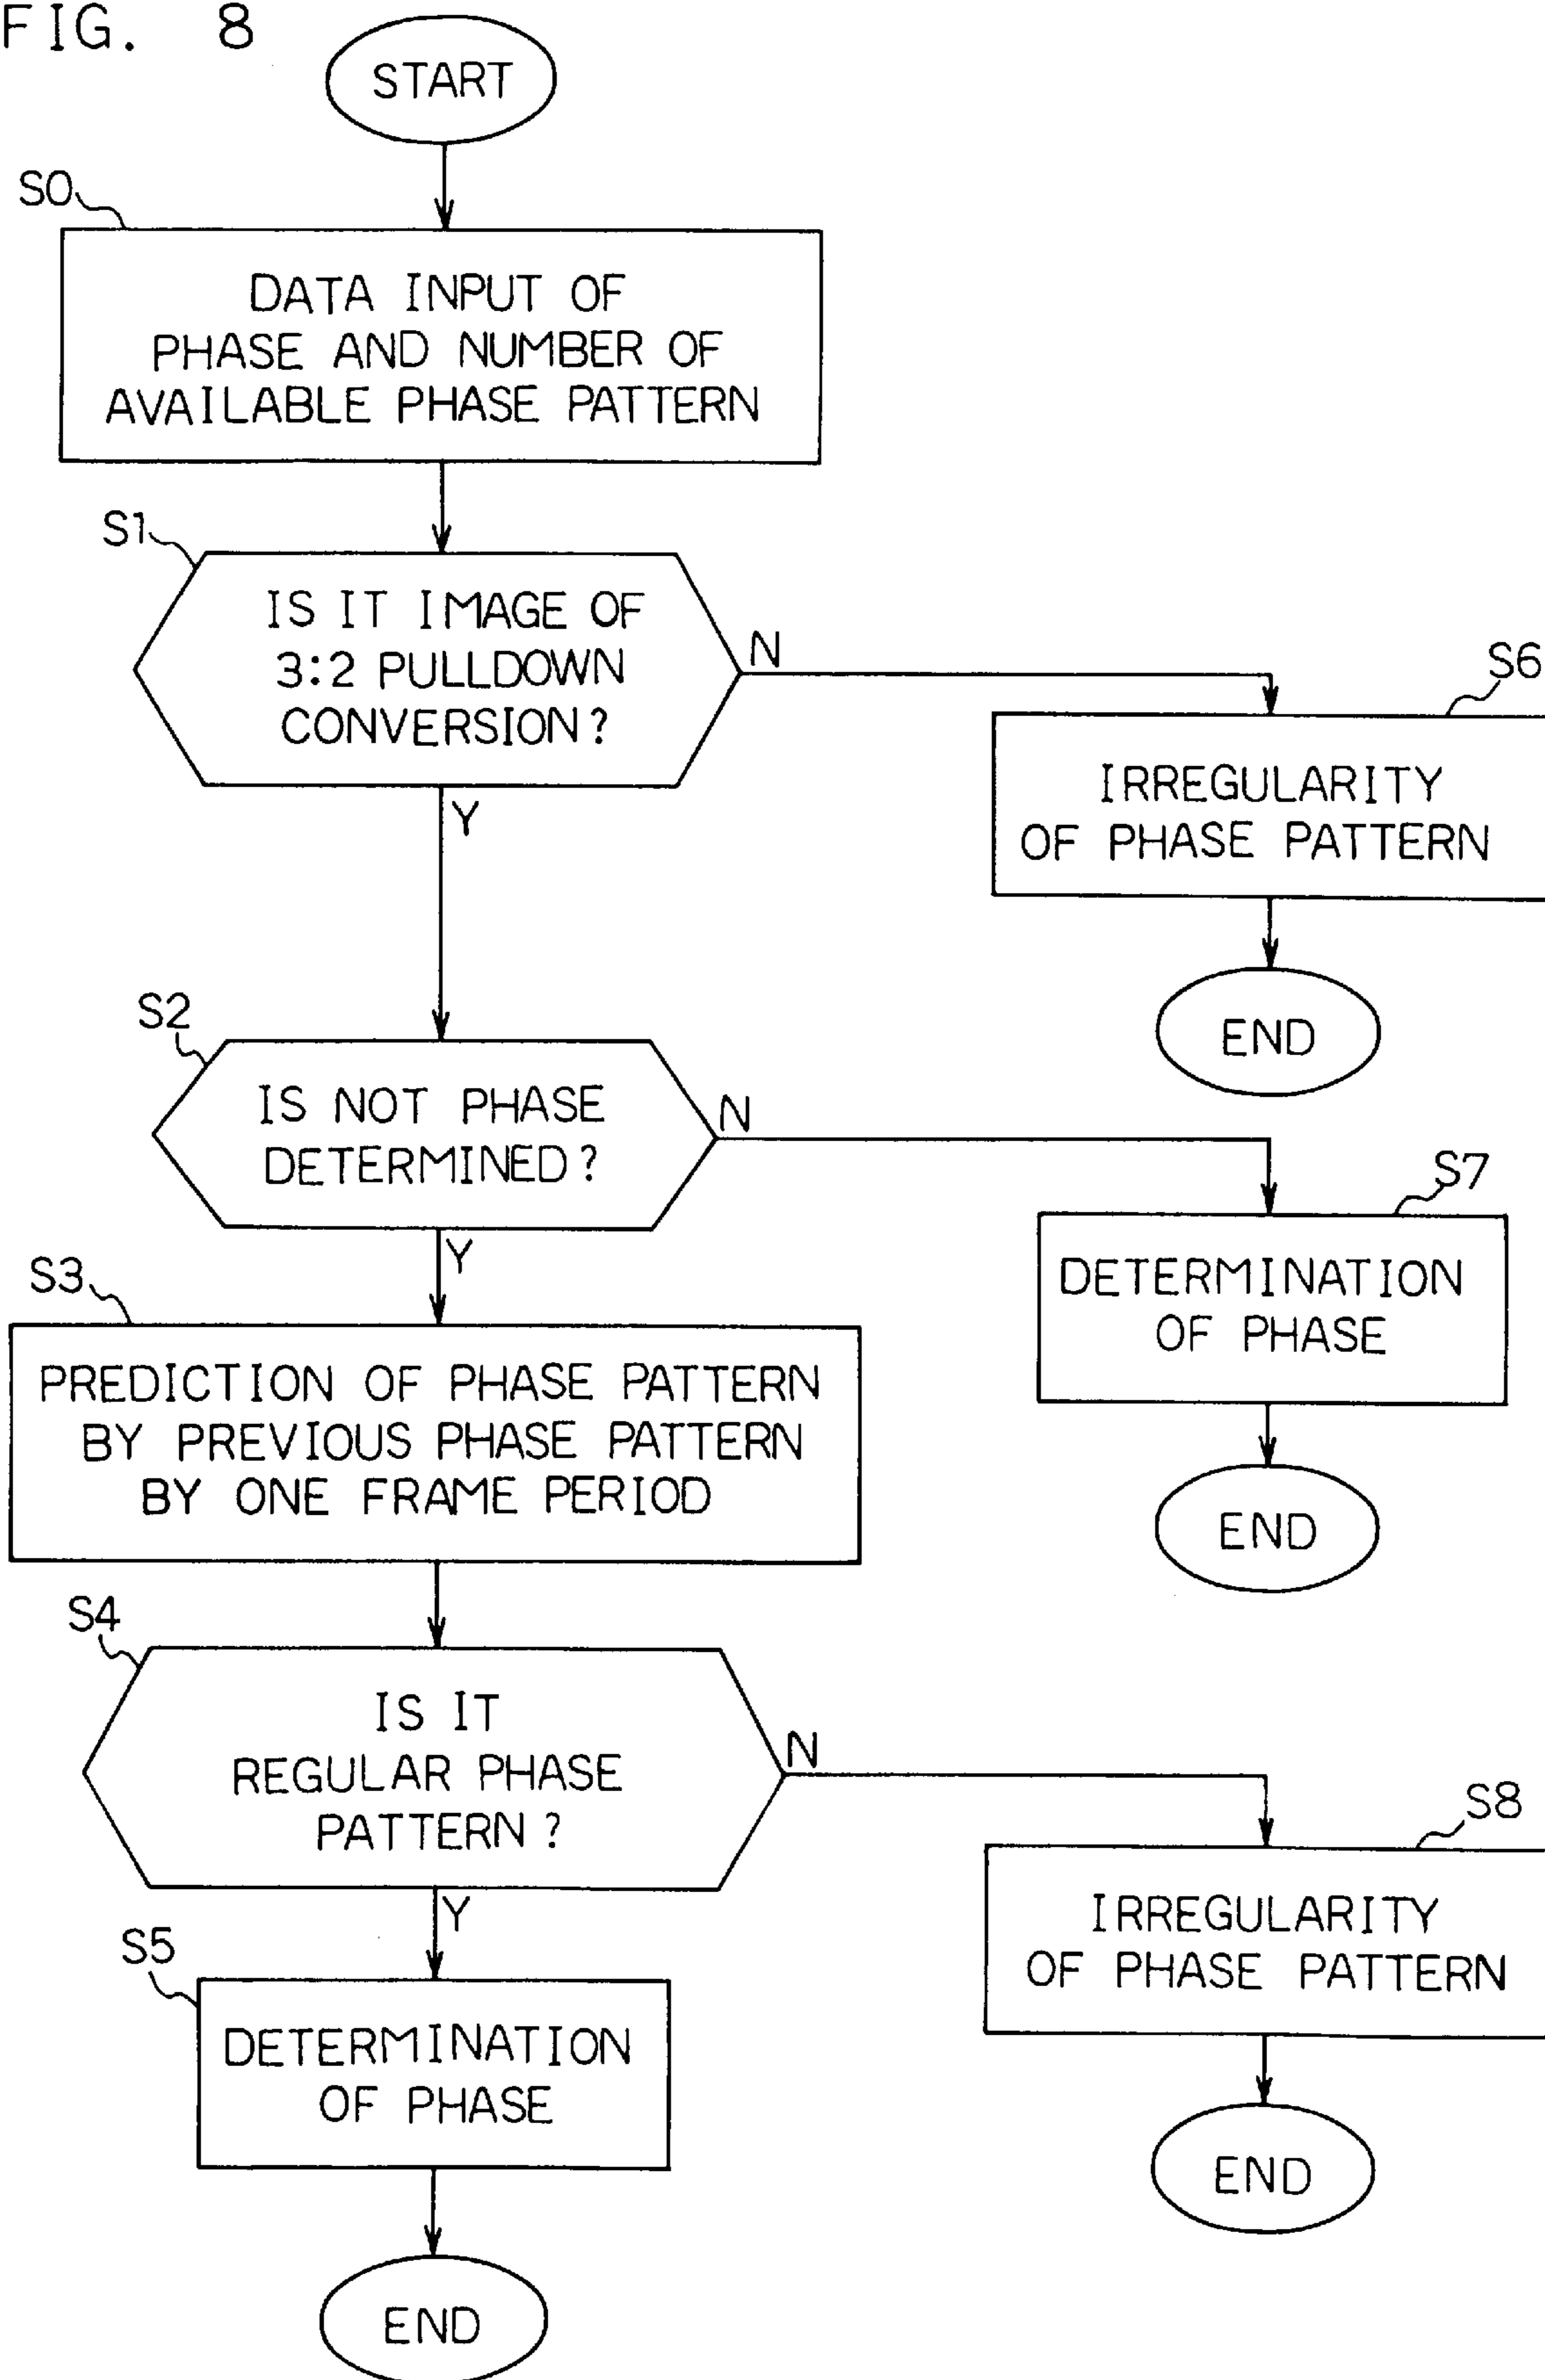 FIG. 8
START
S0
DATA INPUT OF
PHASE AND NUMBER OF
AVAILABLE PHASE PATTERN
S1
IS IT IMAGE OF
3:2 PULLDOWN
CONVERSION?
N
Y
S6
IRREGULARITY
OF PHASE PATTERN
END
S2
IS NOT PHASE
DETERMINED?
N
Y
S7
DETERMINATION
OF PHASE
END
S3
PREDICTION OF PHASE PATTERN
BY PREVIOUS PHASE PATTERN
BY ONE FRAME PERIOD
S4
IS IT
REGULAR PHASE
PATTERN?
N
Y
S8
IRREGULARITY
OF PHASE PATTERN
END
S5
DETERMINATION
OF PHASE
END